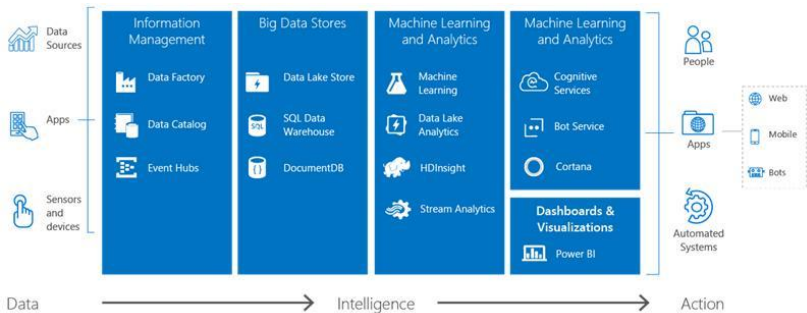 Data
Sources
Apps
Sensors
and
devices
Information
Management
Data Factory
Data Catalog
Event Hubs
Big Data Stores
Data Lake Store
SQL Data
Warehouse
SQL
DocumentDB
Machine Learning
and Analytics
Machine
Learning
Data Lake
Analytics
HDInsight
Stream Analytics
Machine Learning
and Analytics
Cognitive
Services
Bot Service
Cortana
Dashboards &
Visualizations
Power BI
People
Apps
Automated
Systems
Web
Mobile
Bots
Data
Intelligence
Action